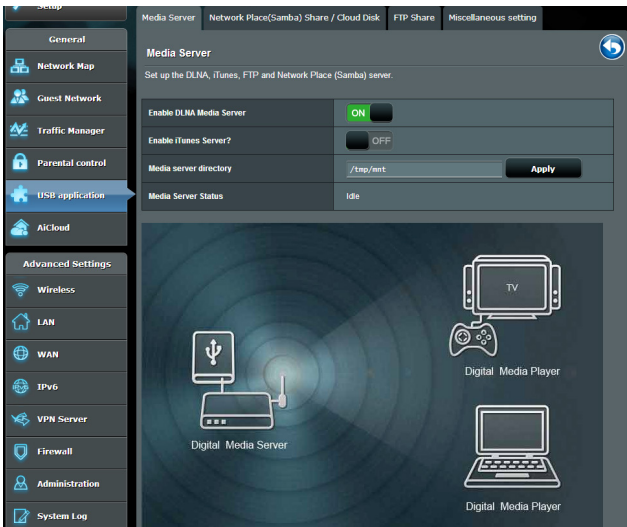 Setup
General
Network Map
Guest Network
Traffic Manager
Parental control
USB application
AiCloud
Advanced Settings
Wireless
LAN
WAN
IPv6
IPv6
VPN Server
Firewall
Administration
System Log
Media Server
Network Place(Samba) Share / Cloud Disk
FTP Share
Miscellaneous setting
Media Server
Set up the DLNA, iTunes, FTP and Network Place (Samba) server.
Enable DLNA Media Server
ON
Enable iTunes Server?
OFF
Media server directory
/tmp/mnt
Apply
Media Server Status
Idle
TV
Digital Media Player
Digital Media Server
Digital Media Player